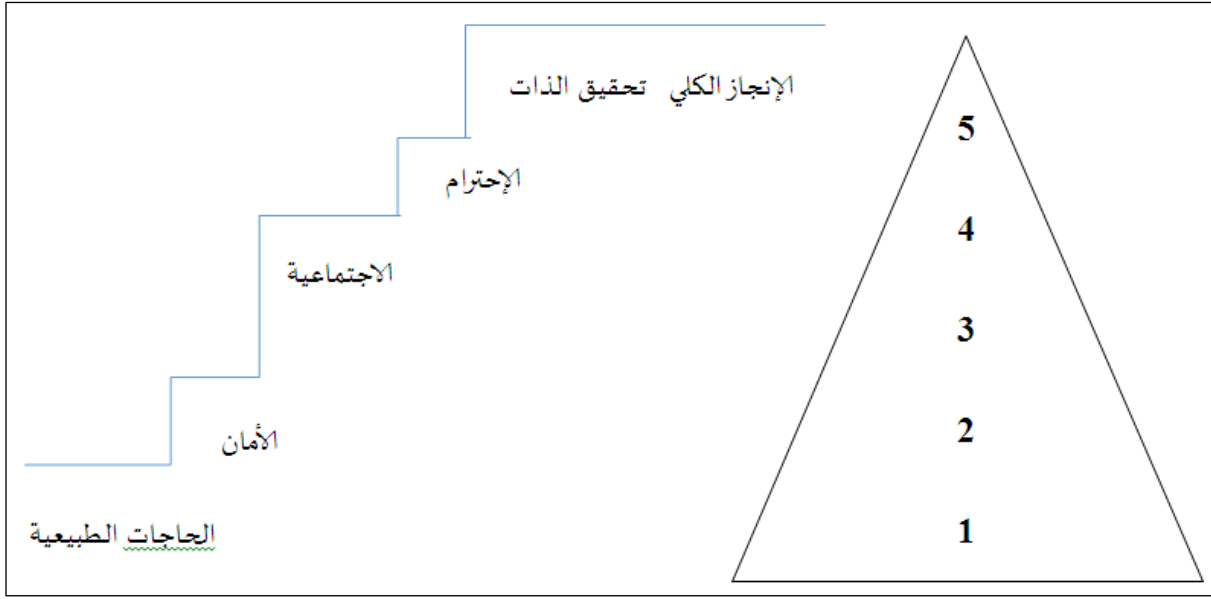 الإنجاز الكلي تحقيق الذات
5
الإحترام
4
الاجتماعية
3
الأمان
2
الحاجات الطبيعية
1